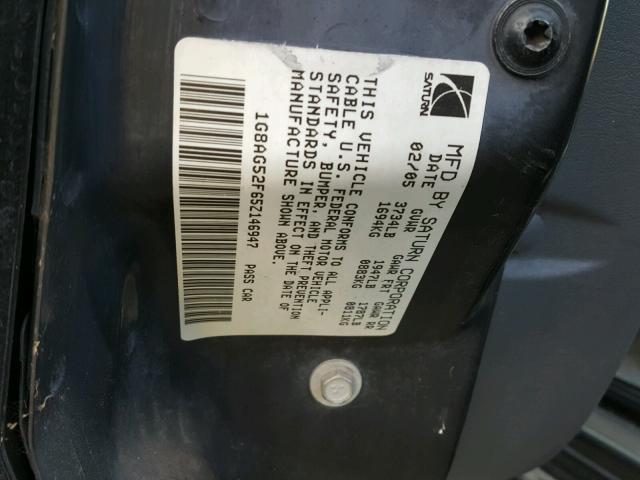 SATURN
MFD BY SATURN CORPORATION
DATE GVWR GAWR FRT GAWR RR
02/05 3734LB 1947LB 1787LB
1694KG 0883KG 0811KG
THIS VEHICLE CONFORMS TO ALL APPLI-
CABLE U.S. FEDERAL MOTOR VEHICLE
SAFETY, BUMPER, AND THEFT PREVENTION
STANDARDS IN EFFECT ON THE DATE OF
MANUFACTURE SHOWN ABOVE.
1G8AG52F65Z146947 PASS CAR